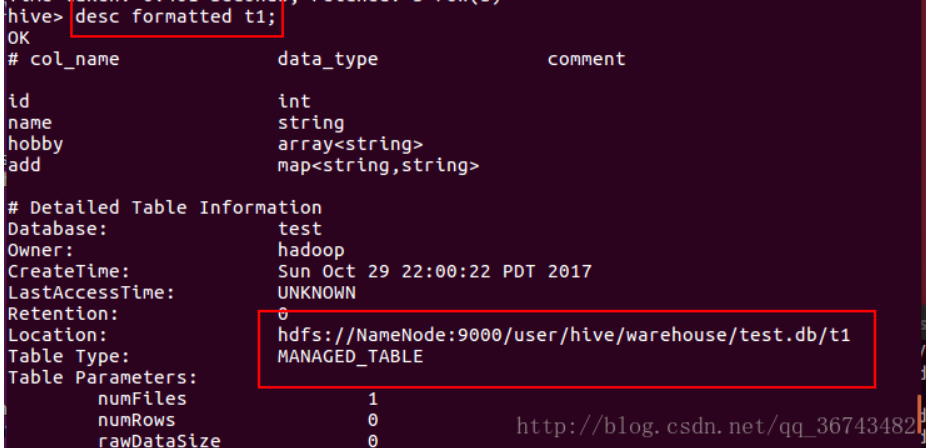 hive> desc formatted t1;
OK
# col_name data_type comment
id int
name string
hobby array<string>
add map<string,string>
# Detailed Table Information
Database: test
Owner: hadoop
CreateTime: Sun Oct 29 22:00:22 PDT 2017
LastAccessTime: UNKNOWN
Retention: 0
Location: hdfs://NameNode:9000/user/hive/warehouse/test.db/t1
Table Type: MANAGED_TABLE
Table Parameters:
numFiles 1
numRows 0
rawDataSize 0
http://blog.csdn.net/qq_36743482